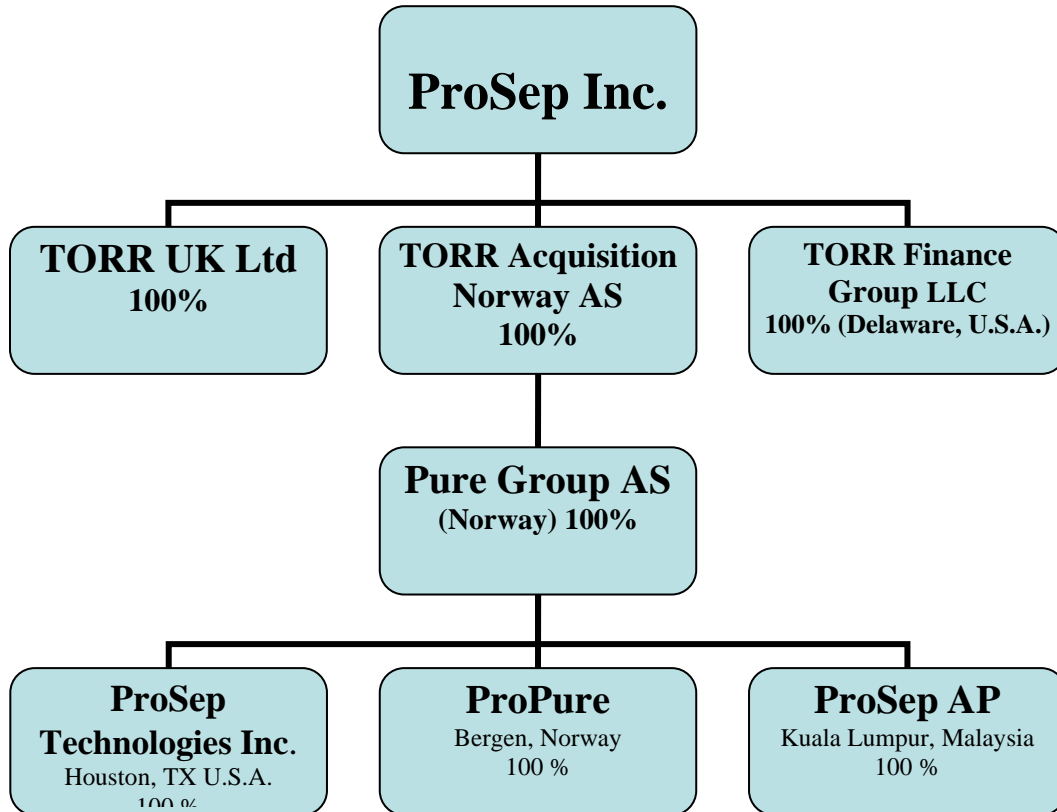 ProSep Inc.
TORR UK Ltd
100%
TORR Acquisition
Norway AS
100%
TORR Finance
Group LLC
100% (Delaware, U.S.A.)
Pure Group AS
(Norway) 100%
ProSep
Technologies Inc.
Houston, TX U.S.A.
100 %
ProPure
Bergen, Norway
100 %
ProSep AP
Kuala Lumpur, Malaysia
100 %